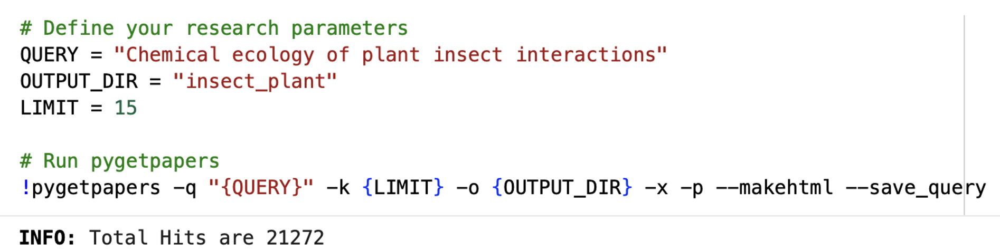 # Define your research parameters
QUERY = "Chemical ecology of plant insect interactions"
OUTPUT_DIR = "insect_plant"
LIMIT = 15
# Run pygetpapers
!pygetpapers -q "{QUERY}" -k {LIMIT} -o {OUTPUT_DIR} -x -p --makehtml --save_query
INFO: Total Hits are 21272